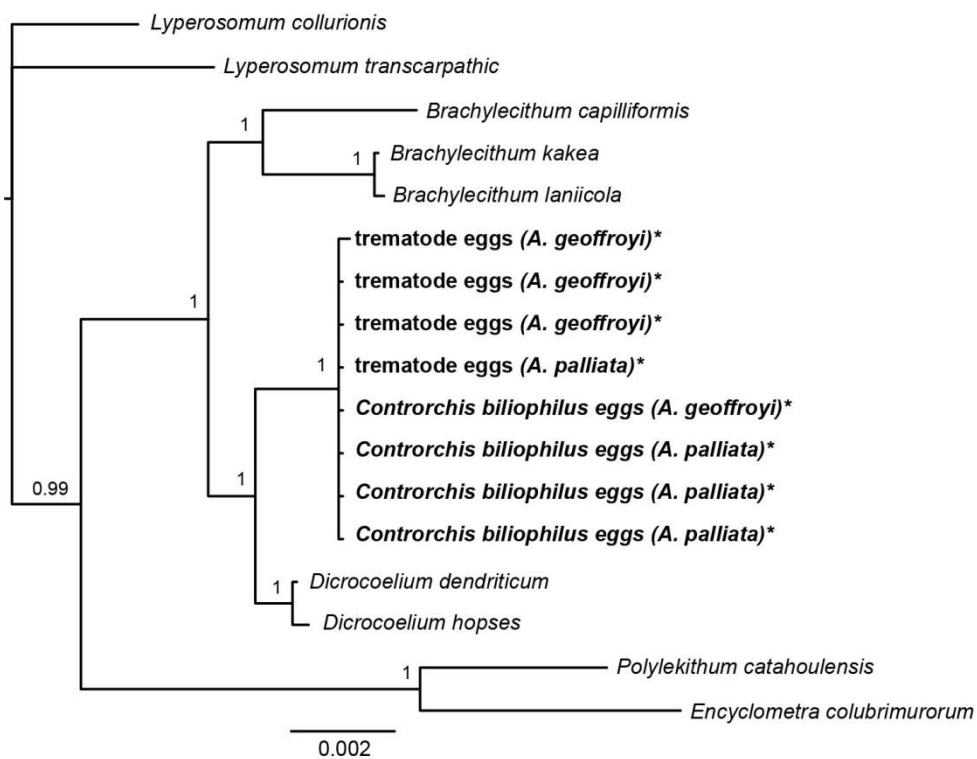 Lyperosomum collurionis
Lyperosomum transcarpathic
Brachylecithum capilliformis
1
Brachylecithum kakea
1
Brachylecithum laniicola
trematode eggs (A. geoffroyi)*
trematode eggs (A. geoffroyi)*
1
trematode eggs (A. geoffroyi)*
1
trematode eggs (A. palliata)*
Controrchis biliophilus eggs (A. geoffroyi)*
Controrchis biliophilus eggs (A. palliata)*
1
0.99
Controrchis biliophilus eggs (A. palliata)*
Controrchis biliophilus eggs (A. palliata)*
1
Dicrocoelium dendriticum
Dicrocoelium hopses
1
Polylekithum catahoulensis
Encyclometra colubrimurorum
0.002